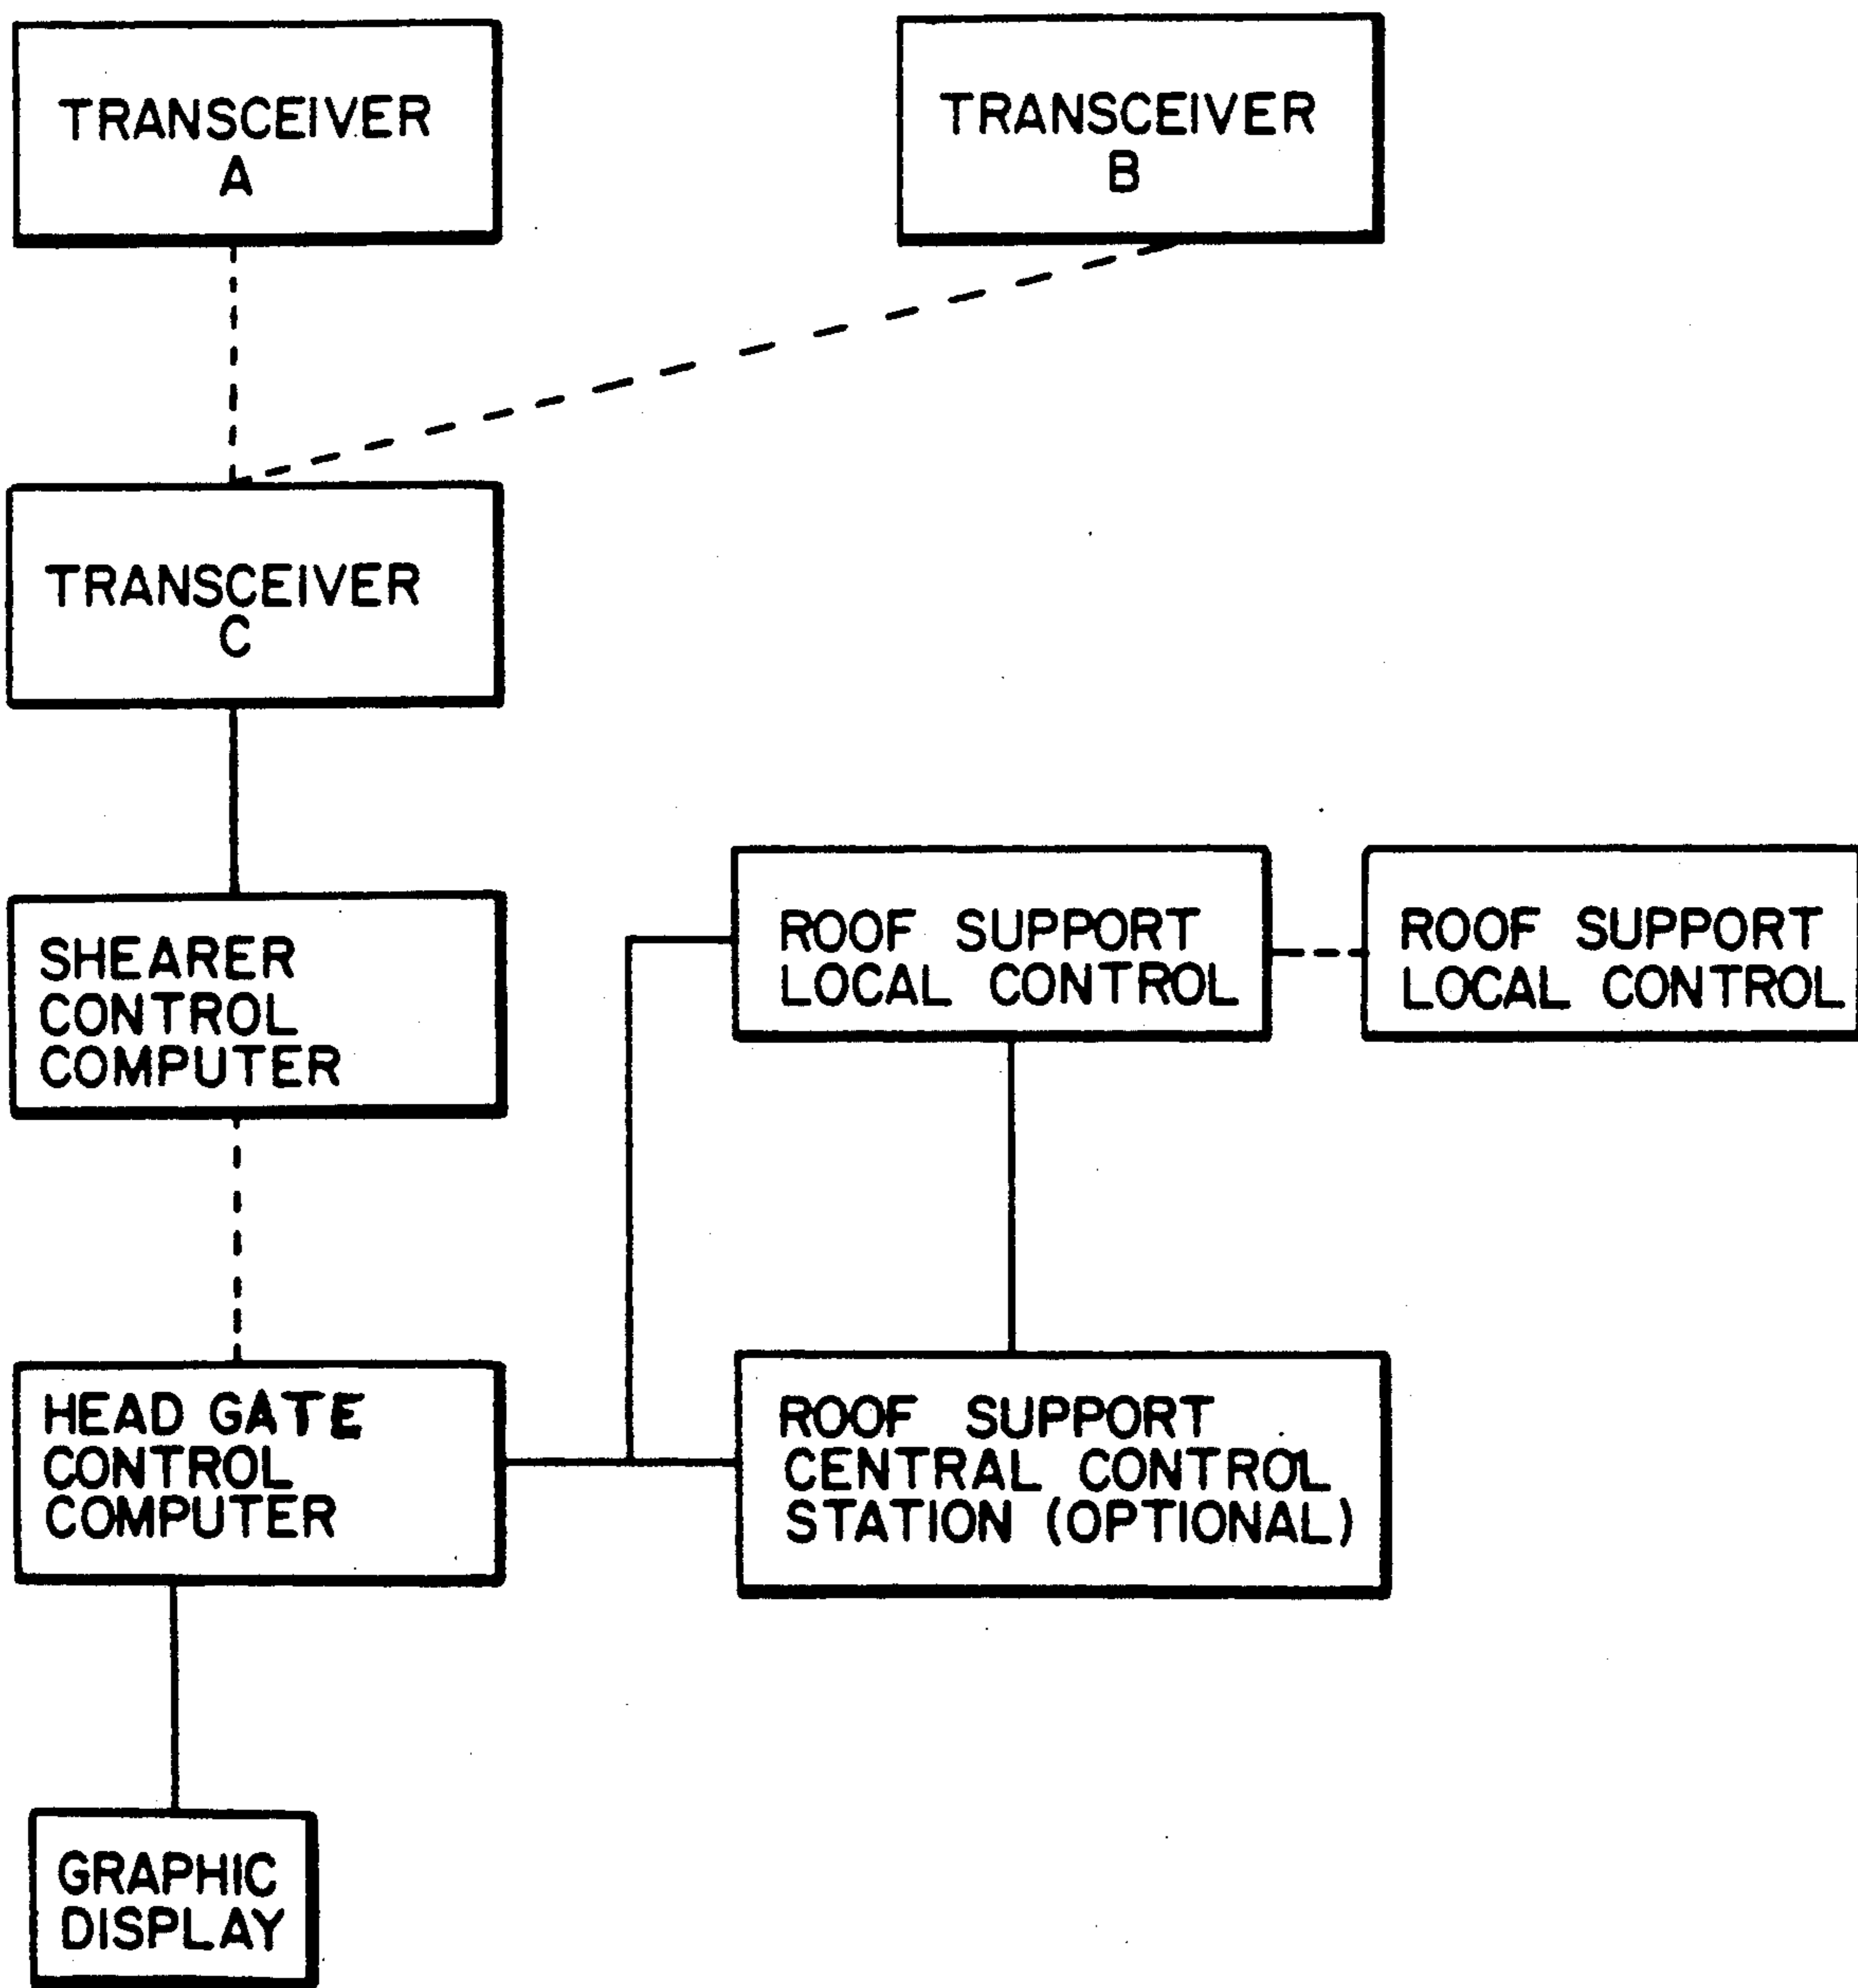 TRANSCEIVER
A
TRANSCEIVER
B
TRANSCEIVER
C
SHEARER
CONTROL
COMPUTER
ROOF SUPPORT
LOCAL CONTROL
ROOF SUPPORT
LOCAL CONTROL
HEAD GATE
CONTROL
COMPUTER
ROOF SUPPORT
CENTRAL CONTROL
STATION (OPTIONAL)
GRAPHIC
DISPLAY